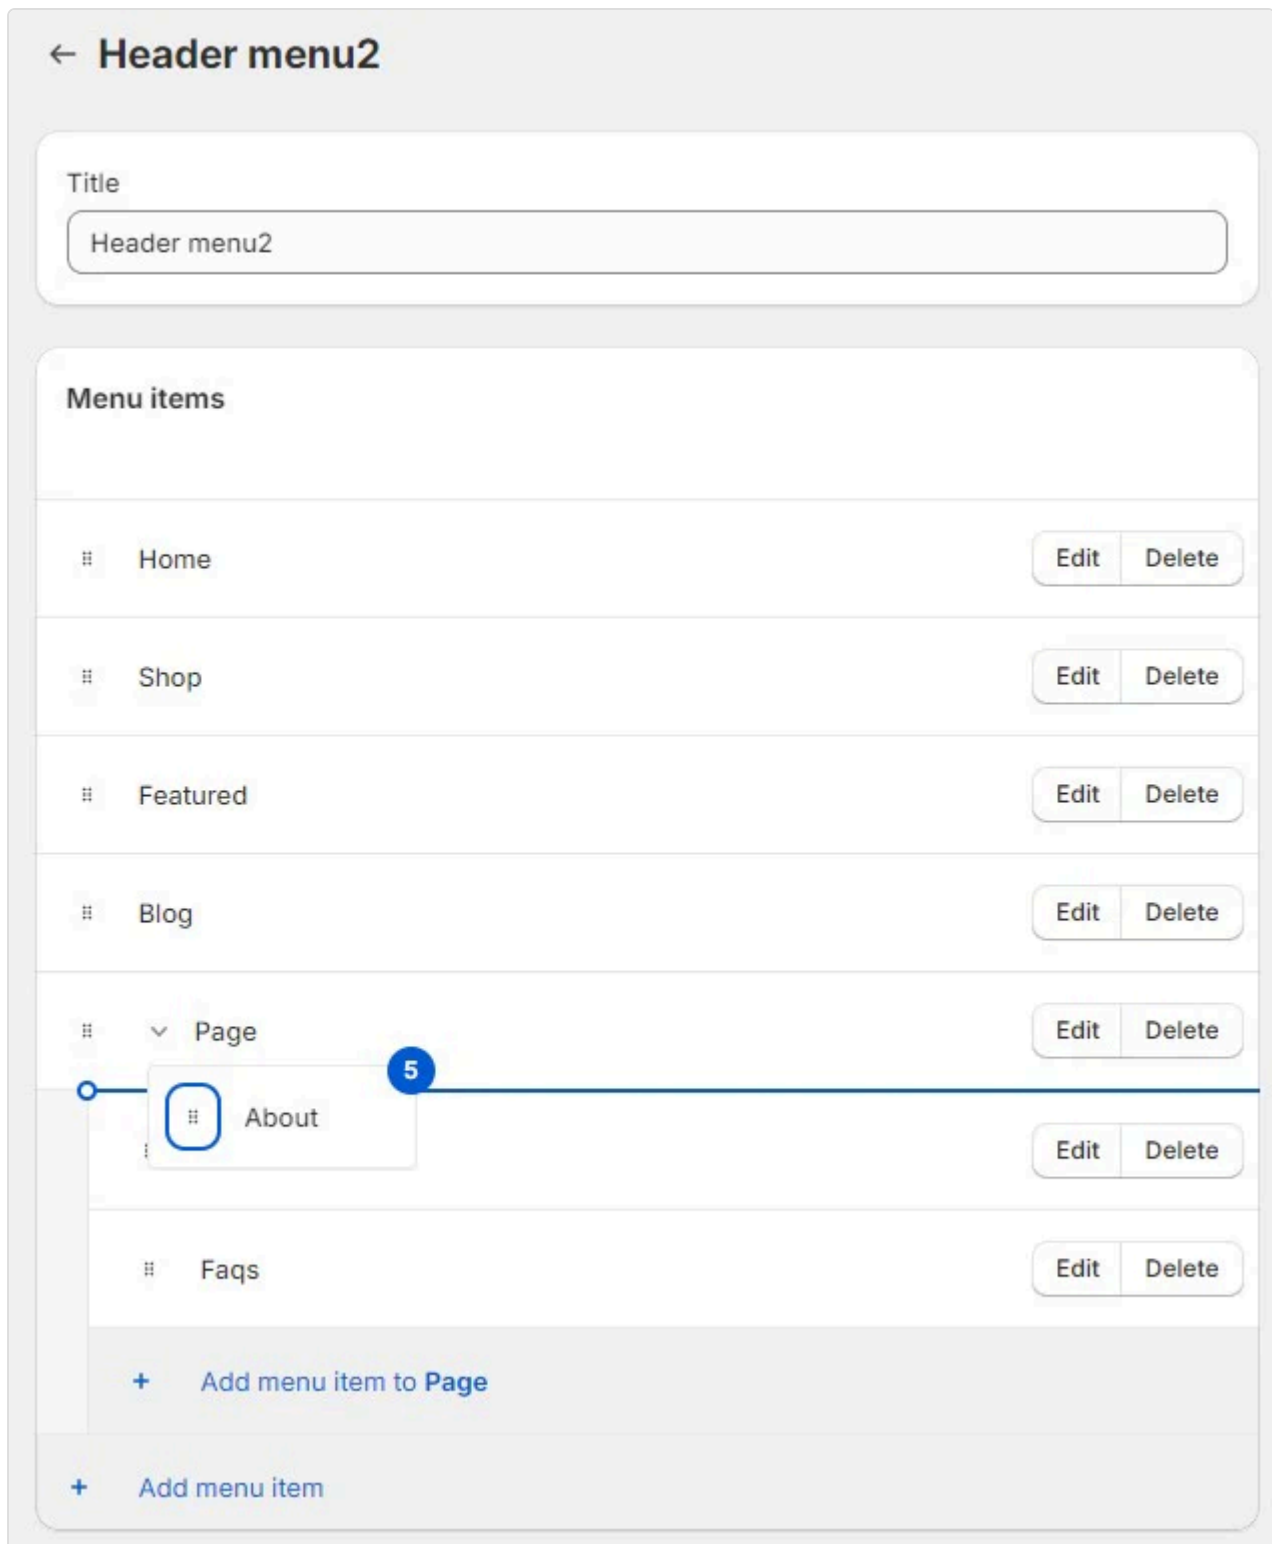 Header menu2
Title
Header menu2
Menu items
Home Edit Delete
Shop Edit Delete
Featured Edit Delete
Blog Edit Delete
Page Edit Delete
5
About
Edit Delete
Faqs Edit Delete
+ Add menu item to Page
+ Add menu item